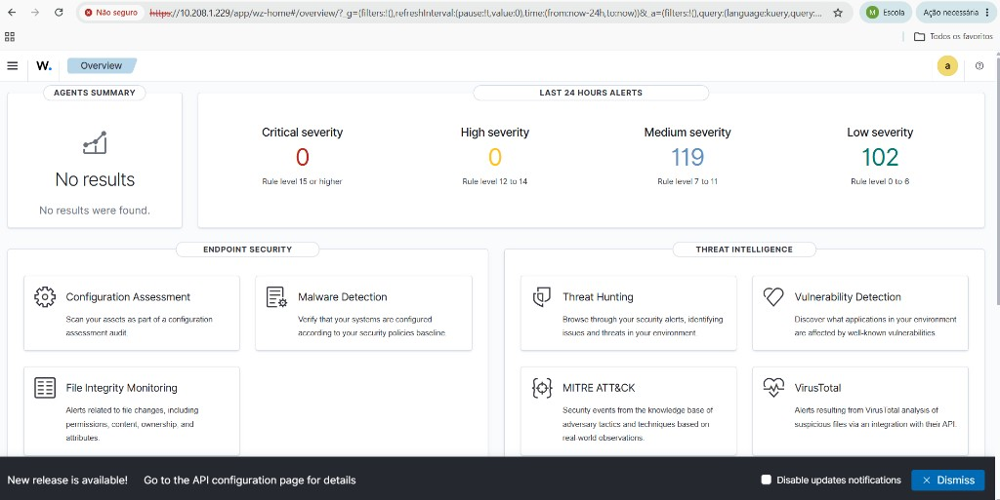 Não seguro
https://10.208.1.229/app/wz-home#/overview/?_g=(filters:!(),refreshInterval:(pause:!t,value:0),time:(from:now-24h,to:now))&_a=(filters:!(),query:(language:kuery,query:...
M Escola
Ação necessária
Todos os favoritos
W.
Overview
a
AGENTS SUMMARY
No results
No results were found.
LAST 24 HOURS ALERTS
Critical severity
0
Rule level 15 or higher
High severity
0
Rule level 12 to 14
Medium severity
119
Rule level 7 to 11
Low severity
102
Rule level 0 to 6
ENDPOINT SECURITY
Configuration Assessment
Scan your assets as part of a configuration
assessment audit.
Malware Detection
Verify that your systems are configured
according to your security policies baseline.
File Integrity Monitoring
Alerts related to file changes, including
permissions, content, ownership, and
attributes.
THREAT INTELLIGENCE
Threat Hunting
Browse through your security alerts, identifying
issues and threats in your environment.
Vulnerability Detection
Discover what applications in your environment
are affected by well-known vulnerabilities.
MITRE ATT&CK
Security events from the knowledge base of
adversary tactics and techniques based on
real-world observations.
VirusTotal
Alerts resulting from VirusTotal analysis of
suspicious files via an integration with their API.
New release is available!
Go to the API configuration page for details
Disable updates notifications
Dismiss